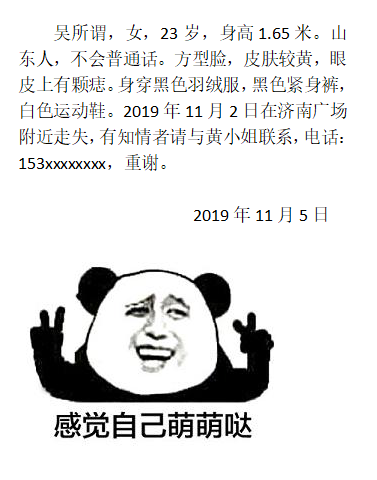 吴所谓，女，23 岁，身高 1.65 米。山
东人，不会普通话。方型脸，皮肤较黄，眼
皮上有颗痣。身穿黑色羽绒服，黑色紧身裤，
白色运动鞋。2019 年 11 月 2 日在济南广场
附近走失，有知情者请与黄小姐联系，电话：
153xxxxxxxx，重谢。
2019 年 11 月 5 日
感觉自己萌萌哒